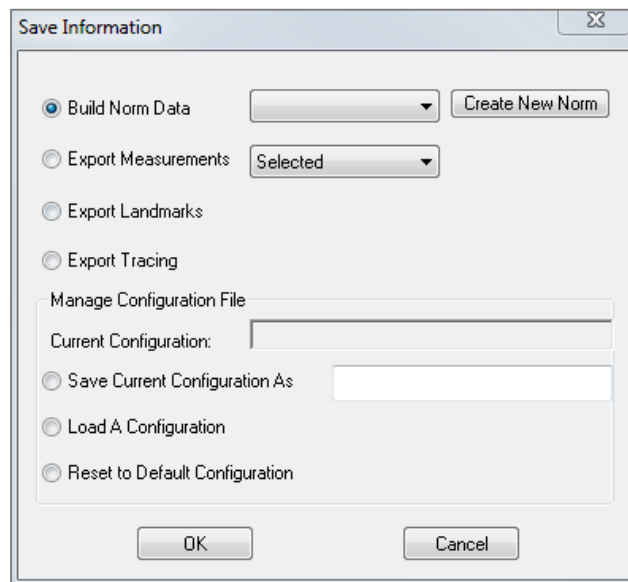 Save Information
Build Norm Data Create New Norm
Export Measurements Selected
Export Landmarks
Export Tracing
Manage Configuration File
Current Configuration:
Save Current Configuration As
Load A Configuration
Reset to Default Configuration
OK Cancel